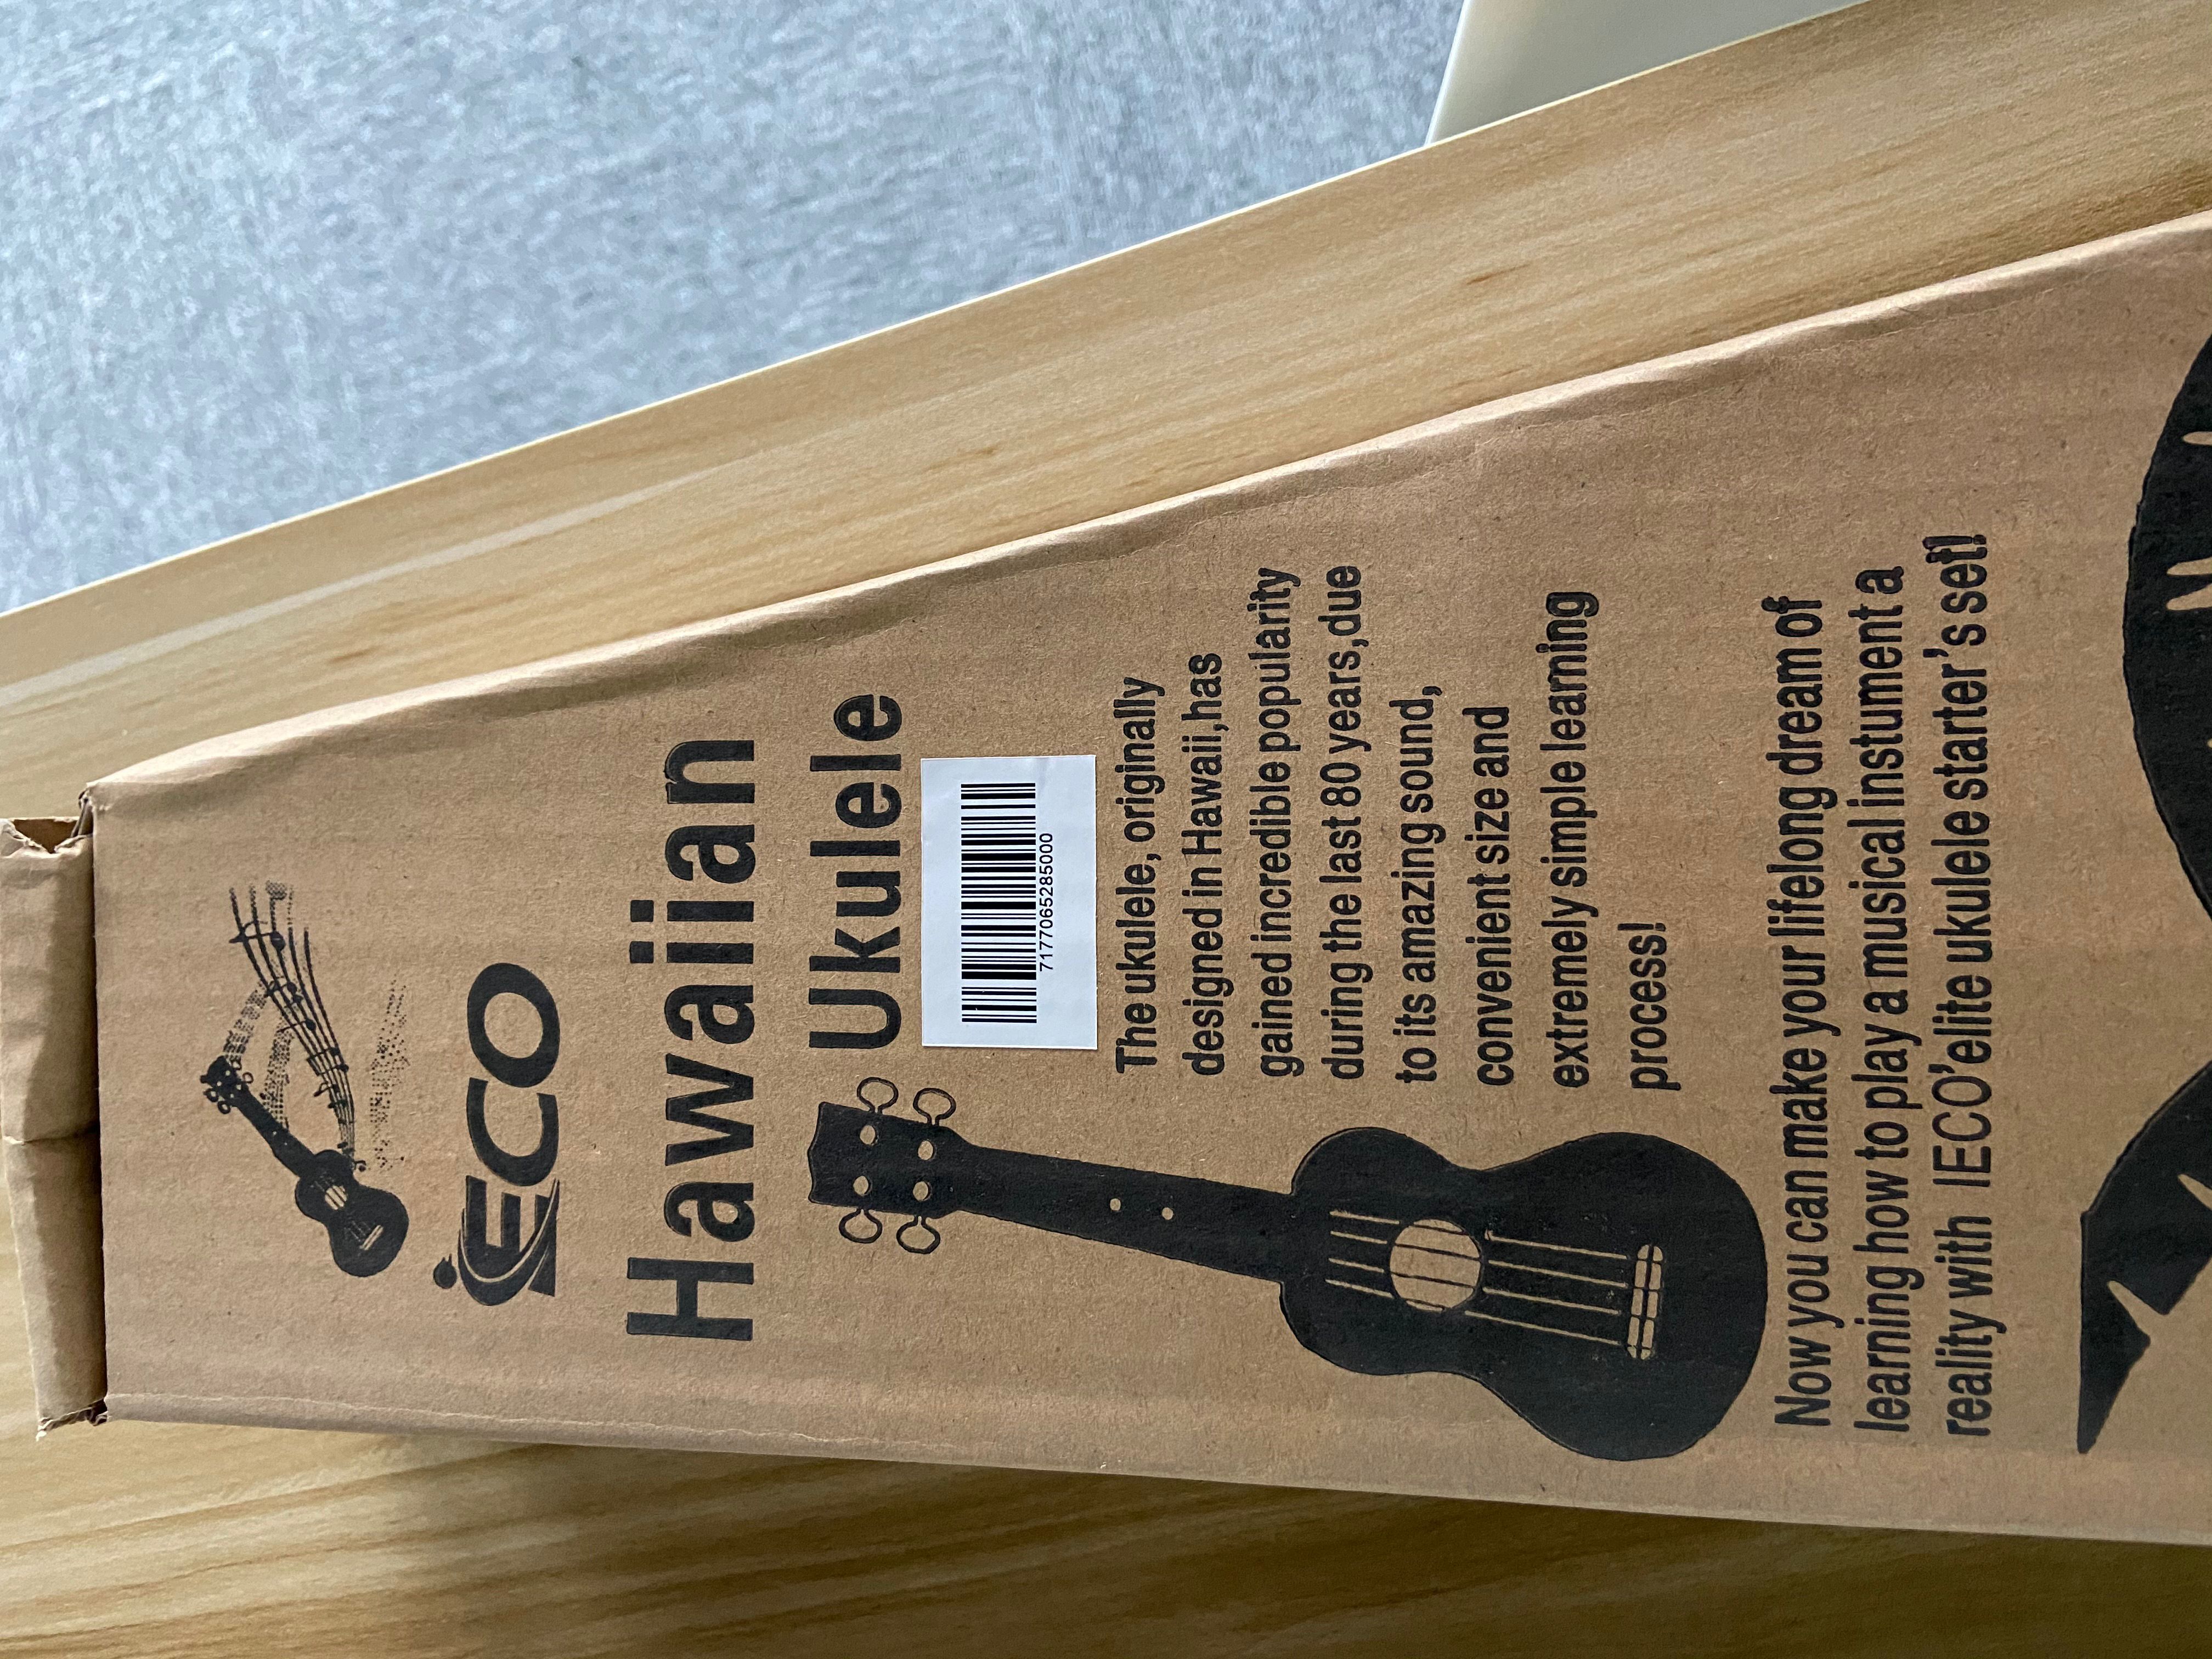 iECO
Hawaiian
Ukulele
7177065285000
The ukulele, originally
designed in Hawaii,has
gained incredible popularity
during the last 80 years,due
to its amazing sound,
convenient size and
extremely simple learning
process!
Now you can make your lifelong dream of
learning how to play a musical instument a
reality with IECO'elite ukulele starter's set!